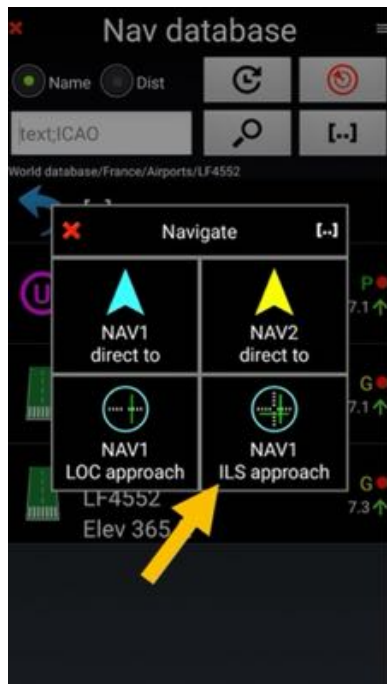 Nav database
Name
Dist
text;ICAO
[..]
World database/France/Airports/LF4552
Navigate
[..]
U
P
7.1
NAV1
direct to
NAV2
direct to
G
7.1
NAV1
LOC approach
NAV1
ILS approach
LF4552
G
7.3
Elev 365